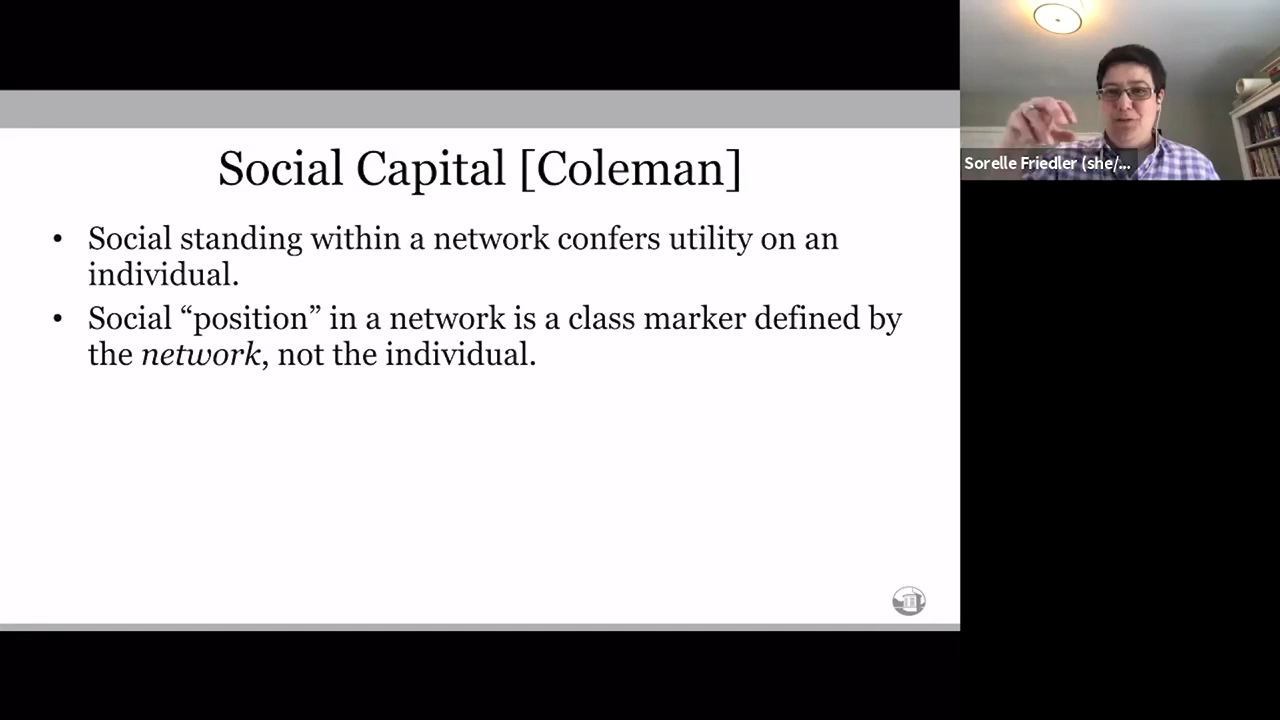 Social Capital [Coleman]
• Social standing within a network confers utility on an
individual.
• Social “position” in a network is a class marker defined by
the network, not the individual.
Sorelle Friedler (she/...